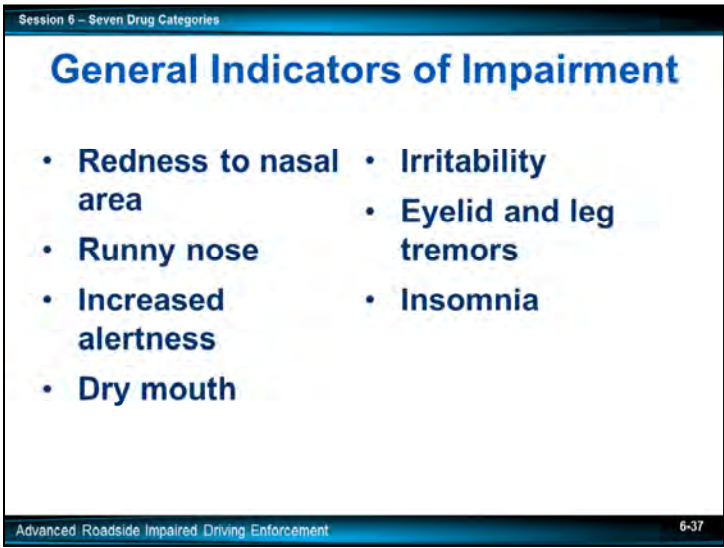 Session 6 – Seven Drug Categories
General Indicators of Impairment
• Redness to nasal
area
• Runny nose
• Increased
alertness
• Dry mouth
• Irritability
• Eyelid and leg
tremors
• Insomnia
Advanced Roadside Impaired Driving Enforcement
6-37